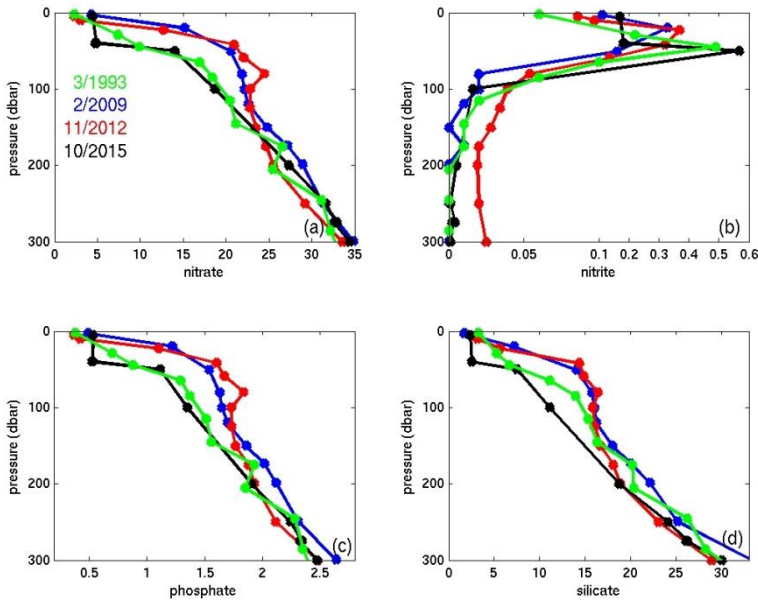 0
100
200
300
pressure (dbar)
3/1993
2/2009
11/2012
10/2015
(a)
0 5 10 15 20 25 30 35
nitrate
0
100
200
300
pressure (dbar)
(b)
0 0.05 0.1 0.2 0.3 0.4 0.5 0.6
nitrite
0
100
200
300
pressure (dbar)
(c)
0.5 1 1.5 2 2.5
phosphate
0
100
200
300
pressure (dbar)
(d)
0 5 10 15 20 25 30
silicate